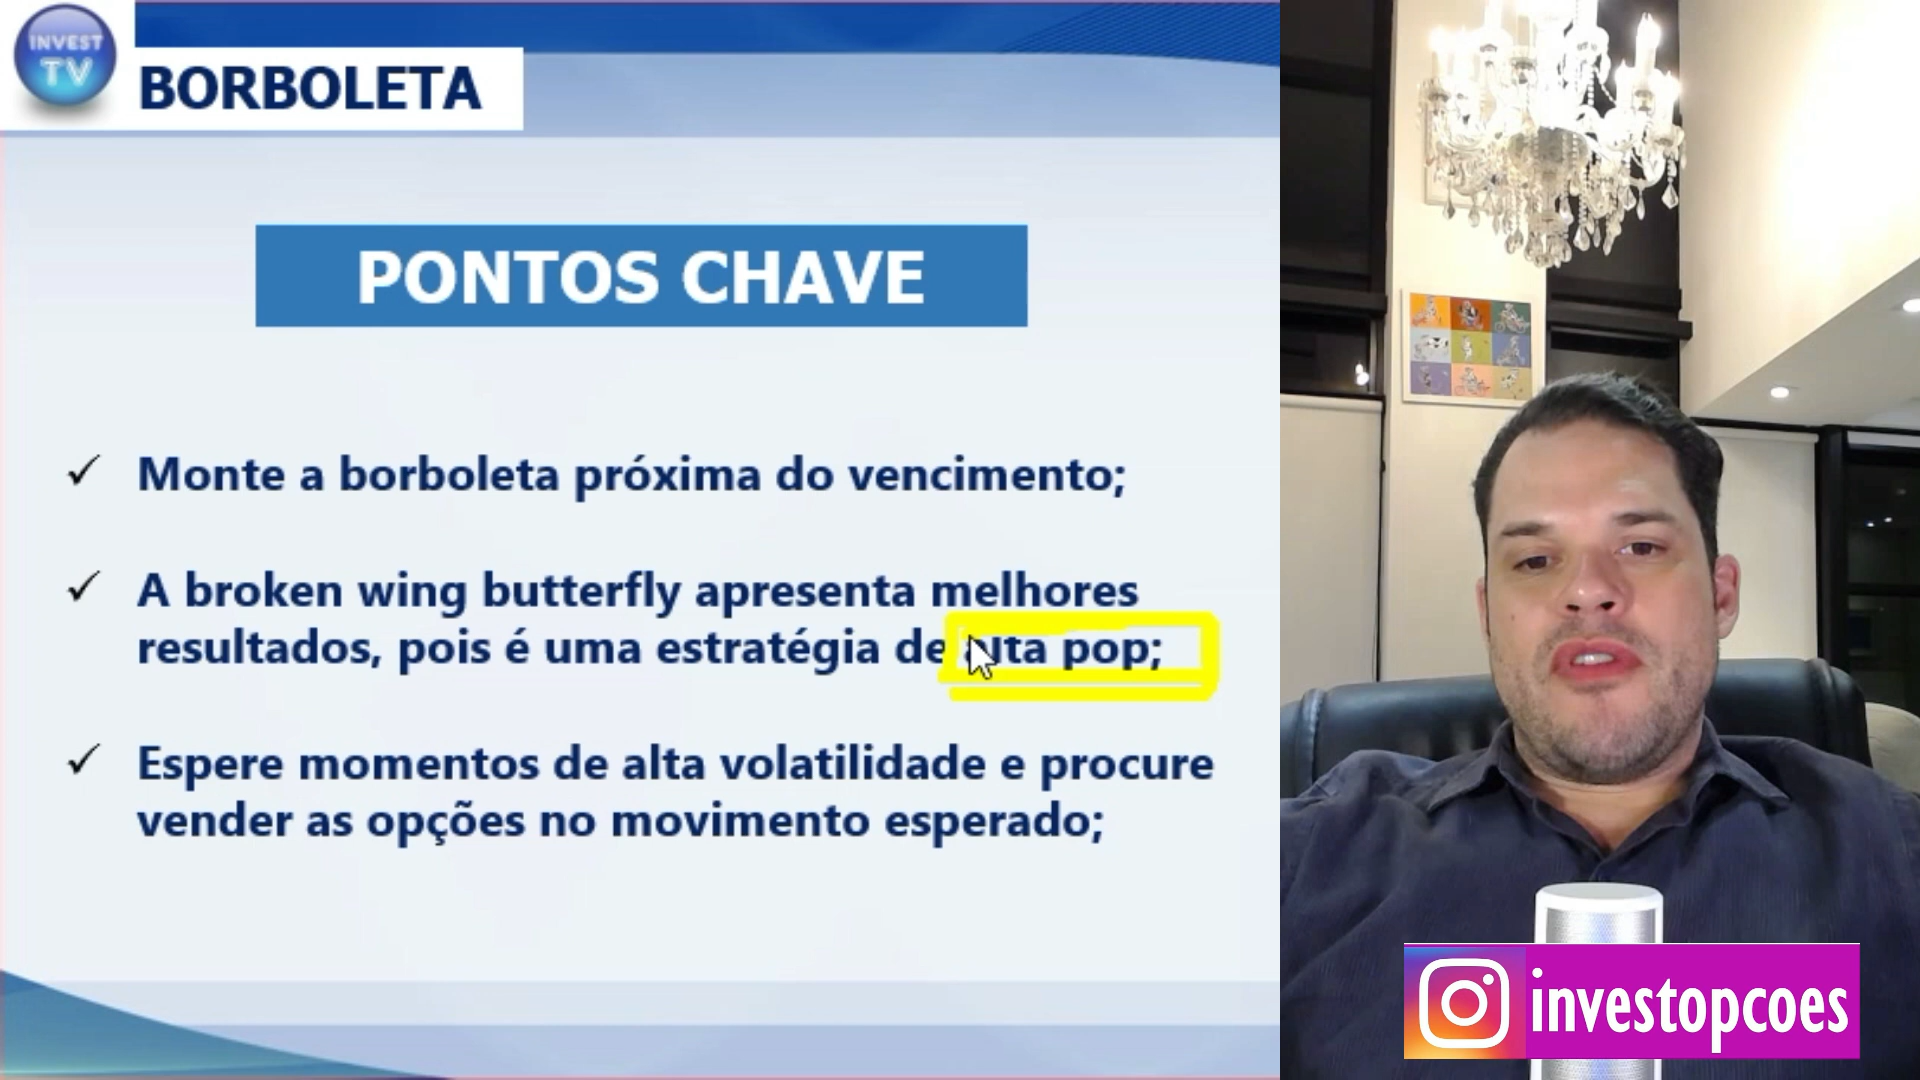 INVEST
TV
BORBOLETA
PONTOS CHAVE
✓ Monte a borboleta próxima do vencimento;
✓ A broken wing butterfly apresenta melhores
resultados, pois é uma estratégia de alta pop;
✓ Espere momentos de alta volatilidade e procure
vender as opções no movimento esperado;
investopcoes